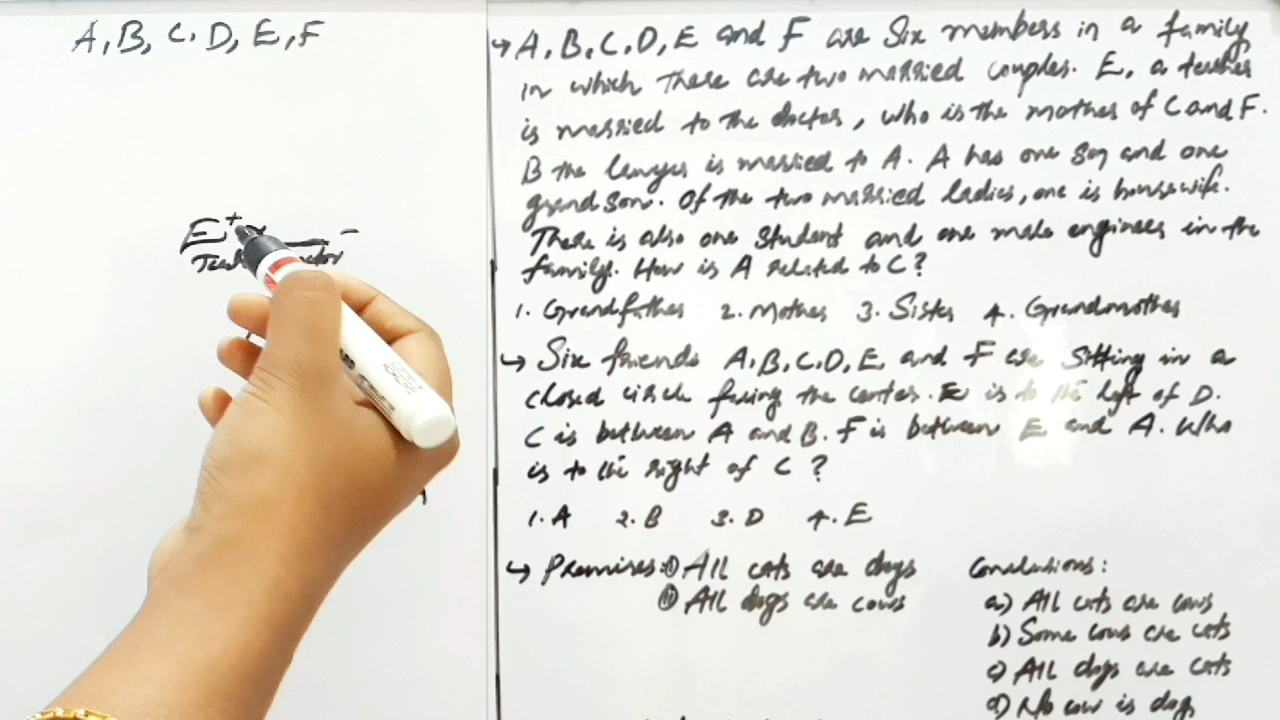 A, B, C, D, E, F
E+ -
→ A, B, C, D, E and F are Six members in a family
in which There are two married couples. E, a teacher
is married to the doctor, who is the mother of C and F.
B the lawyer is married to A. A has one son and one
grand son. Of the two married ladies, one is housewife.
There is also one student and one male engineer in the
family. How is A related to C?
1. Grandfather 2. Mother 3. Sister 4. Grandmother
→ Six friends A, B, C, D, E, and F are sitting in a
closed circle facing the center. E is to the left of D.
C is between A and B. F is between E and A. Who
is to the right of C ?
1. A 2. B 3. D 4. E
→ Premises: i) All cats are dogs
ii) All dogs are cows
Conclusions:
a) All cats are cows
b) Some cows are cats
c) All dogs are cats
d) No cow is dog